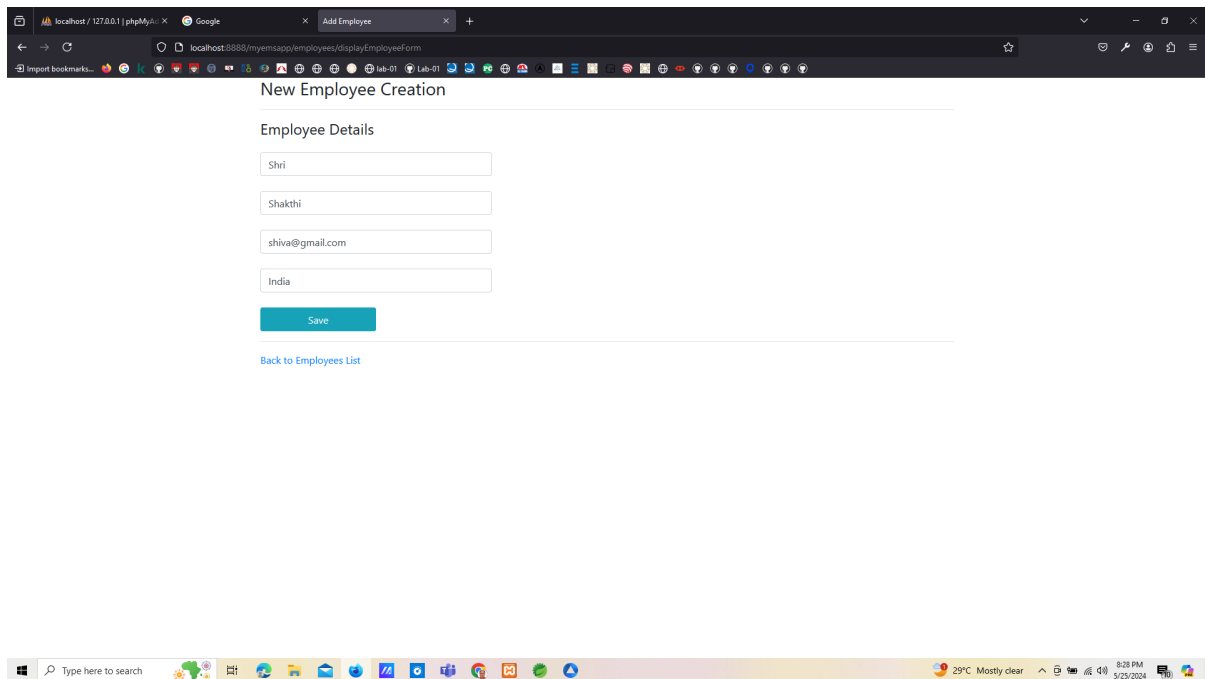 localhost / 127.0.0.1 | phpMyAd
Google
Add Employee
localhost:8888/myemsapp/employees/displayEmployeeForm
Import bookmarks...
lab-01
Lab-01
New Employee Creation
Employee Details
Shri
Shakthi
shiva@gmail.com
India
Save
Back to Employees List
Type here to search
29°C Mostly clear
8:28 PM
5/25/2024